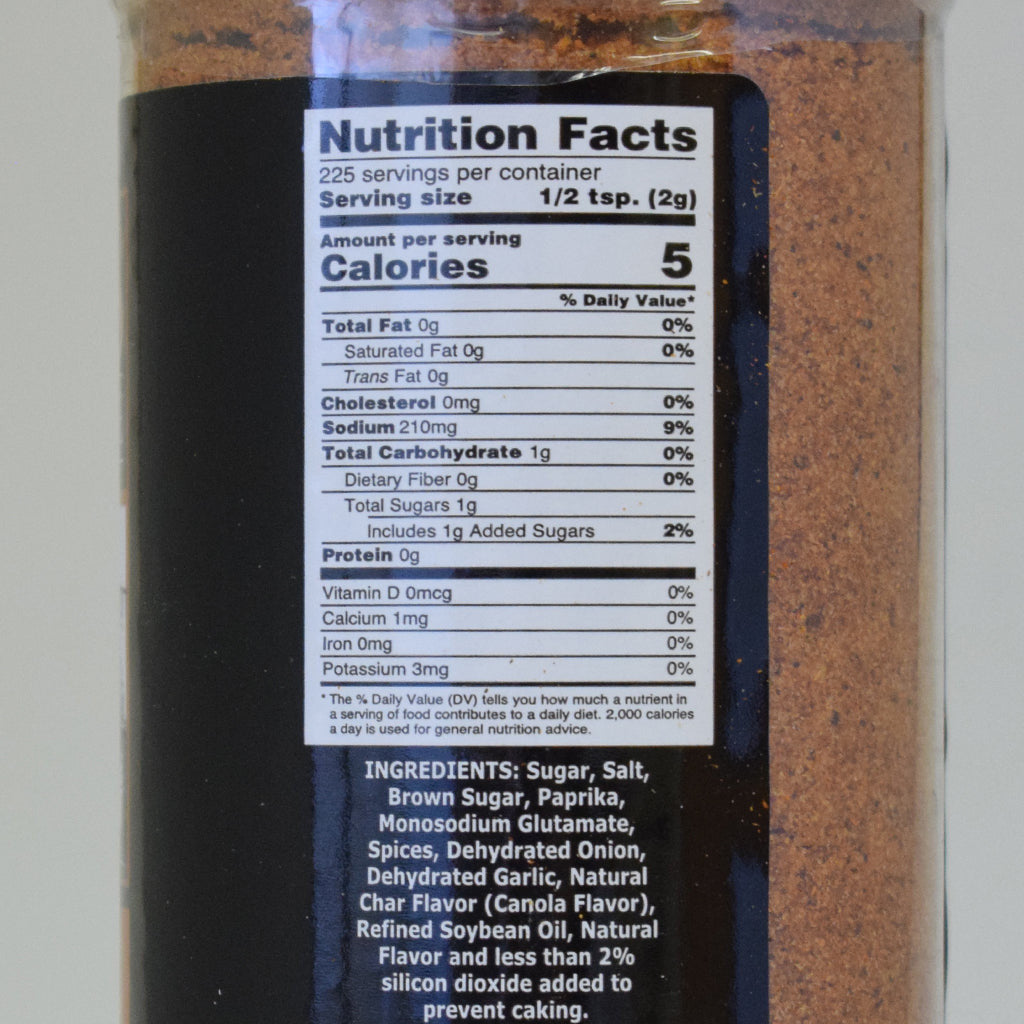 Nutrition Facts
225 servings per container
Serving size 1/2 tsp. (2g)
Amount per serving
Calories 5
% Daily Value*
Total Fat 0g 0%
Saturated Fat 0g 0%
Trans Fat 0g
Cholesterol 0mg 0%
Sodium 210mg 9%
Total Carbohydrate 1g 0%
Dietary Fiber 0g 0%
Total Sugars 1g
Includes 1g Added Sugars 2%
Protein 0g
Vitamin D 0mcg 0%
Calcium 1mg 0%
Iron 0mg 0%
Potassium 3mg 0%
* The % Daily Value (DV) tells you how much a nutrient in
a serving of food contributes to a daily diet. 2,000 calories
a day is used for general nutrition advice.
INGREDIENTS: Sugar, Salt,
Brown Sugar, Paprika,
Monosodium Glutamate,
Spices, Dehydrated Onion,
Dehydrated Garlic, Natural
Char Flavor (Canola Flavor),
Refined Soybean Oil, Natural
Flavor and less than 2%
silicon dioxide added to
prevent caking.